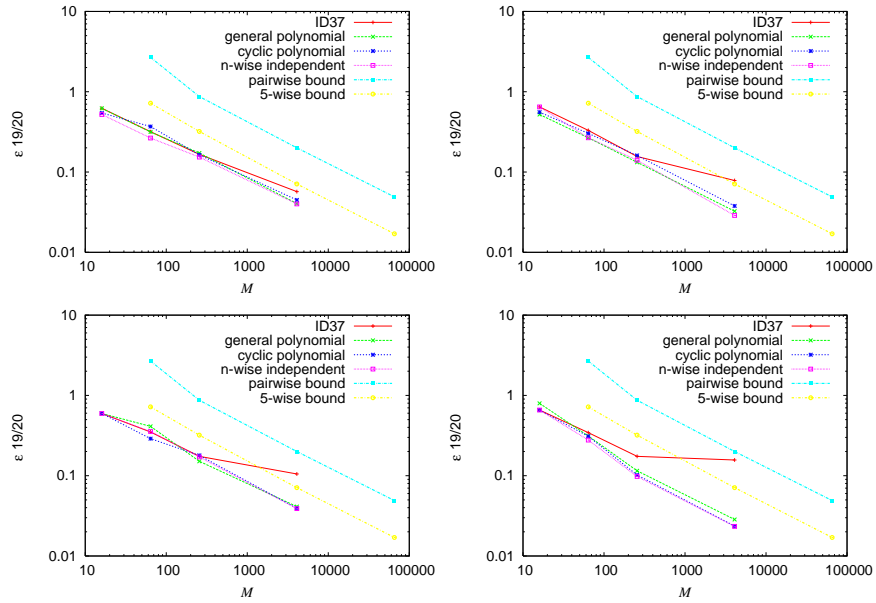 10
1
0.1
0.01
ε 19/20
10
100
1000
10000
100000
M
ID37
general polynomial
cyclic polynomial
n-wise independent
pairwise bound
5-wise bound
10
1
0.1
0.01
ε 19/20
10
100
1000
10000
100000
M
ID37
general polynomial
cyclic polynomial
n-wise independent
pairwise bound
5-wise bound
10
1
0.1
0.01
ε 19/20
10
100
1000
10000
100000
M
ID37
general polynomial
cyclic polynomial
n-wise independent
pairwise bound
5-wise bound
10
1
0.1
0.01
ε 19/20
10
100
1000
10000
100000
M
ID37
general polynomial
cyclic polynomial
n-wise independent
pairwise bound
5-wise bound